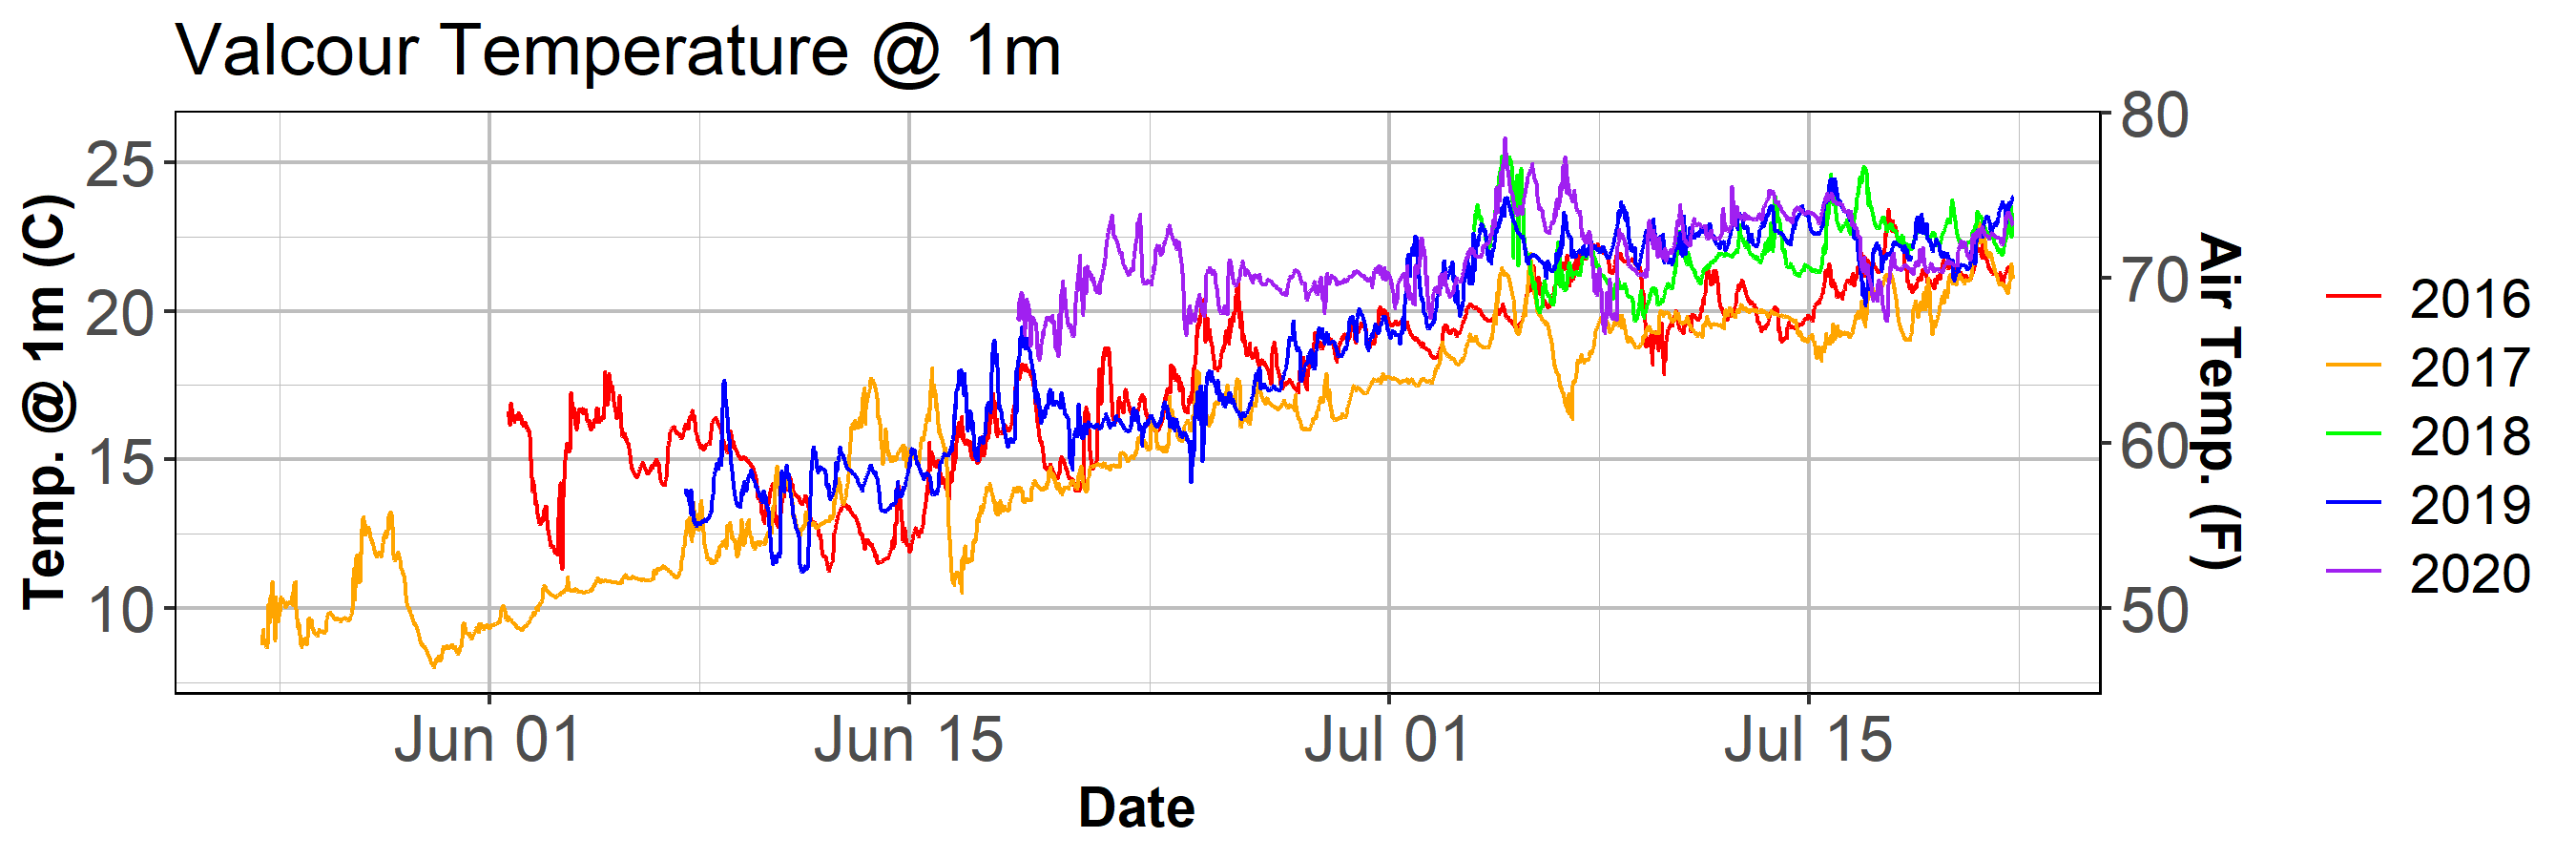 Valcour Temperature @ 1m
Temp. @ 1m (C)
25
20
15
10
80
70
60
50
Air Temp. (F)
Jun 01
Jun 15
Jul 01
Jul 15
Date
2016
2017
2018
2019
2020